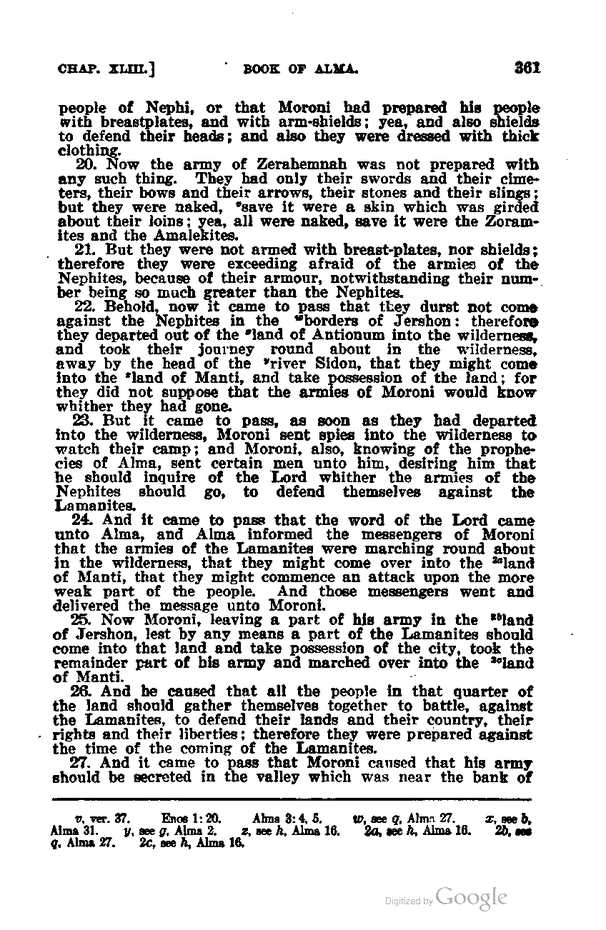 CHAP. XLIII.] BOOK OF ALMA. 361
people of Nephi, or that Moroni had prepared his people
with breastplates, and with arm-shields; yea, and also shields
to defend their heads; and also they were dressed with thick
clothing.
20. Now the army of Zerahemnah was not prepared with
any such thing. They had only their swords and their cime-
ters, their bows and their arrows, their stones and their slings;
but they were naked, ᵛsave it were a skin which was girded
about their loins; yea, all were naked, save it were the Zoram-
ites and the Amalekites.
21. But they were not armed with breast-plates, nor shields;
therefore they were exceeding afraid of the armies of the
Nephites, because of their armour, notwithstanding their num-
ber being so much greater than the Nephites.
22. Behold, now it came to pass that they durst not come
against the Nephites in the ʷborders of Jershon: therefore
they departed out of the ˣland of Antionum into the wilderness,
and took their journey round about in the wilderness,
away by the head of the ʸriver Sidon, that they might come
into the ᶻland of Manti, and take possession of the land; for
they did not suppose that the armies of Moroni would know
whither they had gone.
23. But it came to pass, as soon as they had departed
into the wilderness, Moroni sent spies into the wilderness to
watch their camp; and Moroni, also, knowing of the prophe-
cies of Alma, sent certain men unto him, desiring him that
he should inquire of the Lord whither the armies of the
Nephites should go, to defend themselves against the
Lamanites.
24. And it came to pass that the word of the Lord came
unto Alma, and Alma informed the messengers of Moroni
that the armies of the Lamanites were marching round about
in the wilderness, that they might come over into the ²ᵃland
of Manti, that they might commence an attack upon the more
weak part of the people. And those messengers went and
delivered the message unto Moroni.
25. Now Moroni, leaving a part of his army in the ²ᵇland
of Jershon, lest by any means a part of the Lamanites should
come into that land and take possession of the city, took the
remainder part of his army and marched over into the ²ᶜland
of Manti.
26. And he caused that all the people in that quarter of
the land should gather themselves together to battle, against
the Lamanites, to defend their lands and their country, their
rights and their liberties; therefore they were prepared against
the time of the coming of the Lamanites.
27. And it came to pass that Moroni caused that his army
should be secreted in the valley which was near the bank of
v, ver. 37. Enos 1: 20. Alma 3: 4, 5. w, see q, Alma 27. x, see b,
Alma 31. y, see g, Alma 2. z, see h, Alma 16. 2a, see h, Alma 16. 2b, see
q, Alma 27. 2c, see h, Alma 16.
Digitized by Google